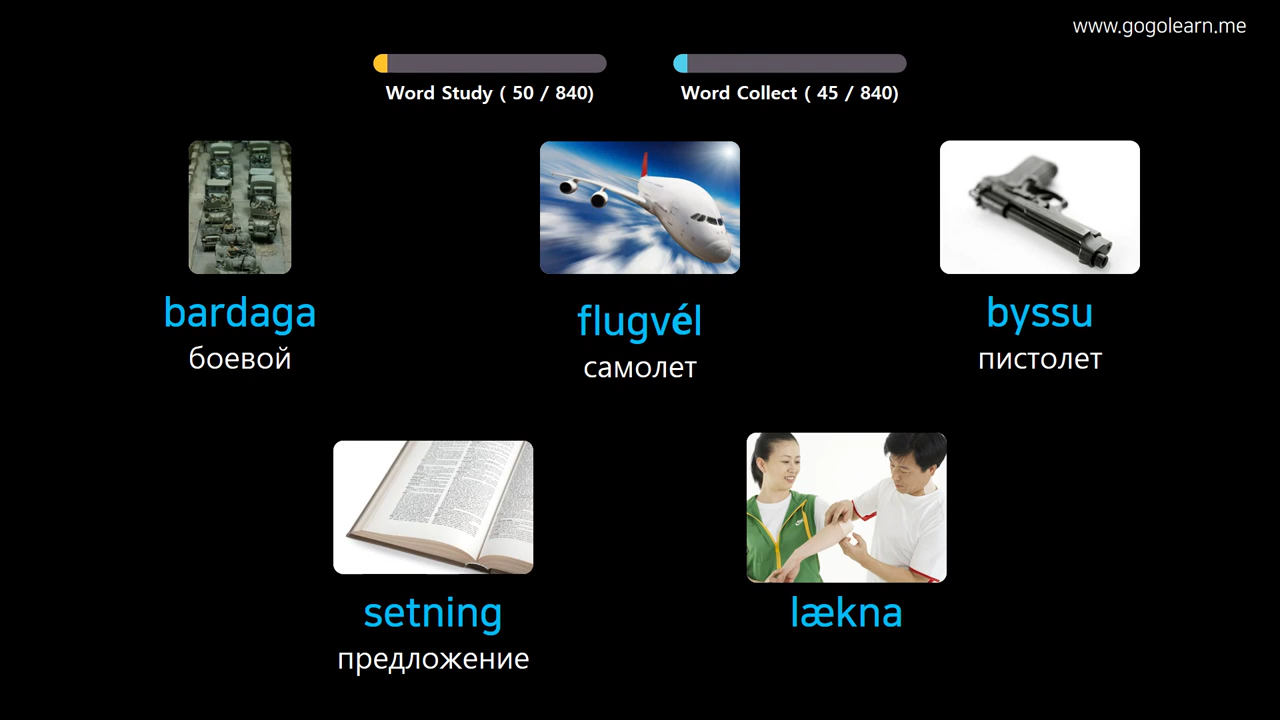 www.gogolearn.me
Word Study ( 50 / 840)
Word Collect ( 45 / 840)
bardaga
боевой
flugvél
самолет
byssu
пистолет
setning
предложение
lækna